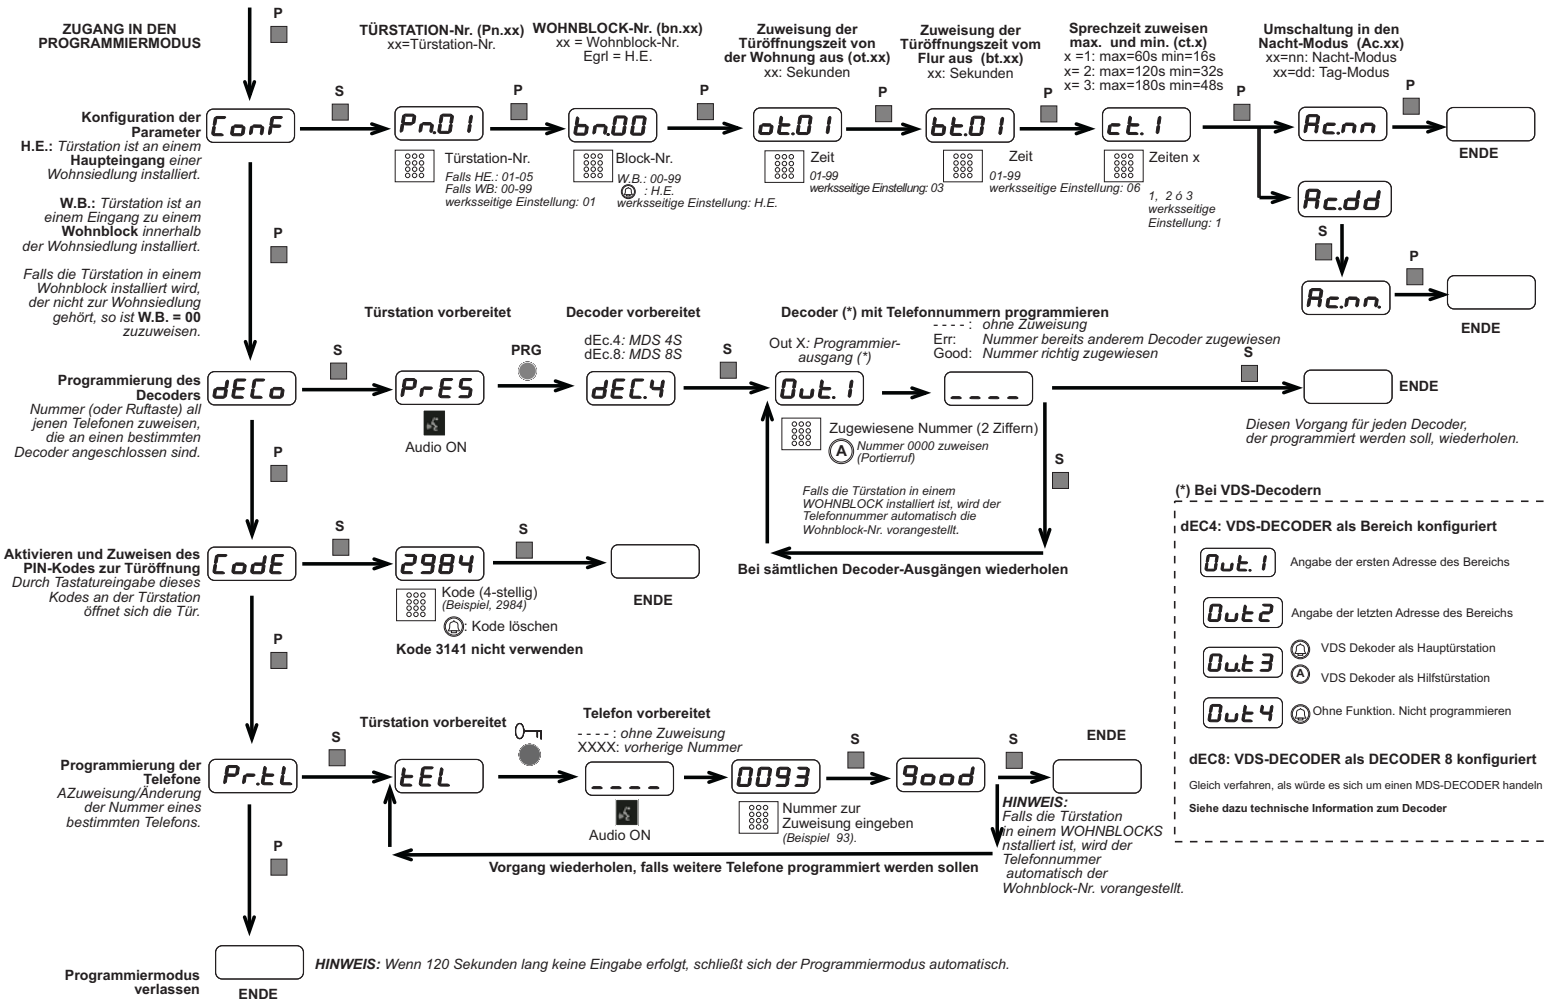 P
ZUGANG IN DEN
PROGRAMMIERMODUS
TÜRSTATION-Nr. (Pn.xx)
xx=Türstation-Nr.
WOHNBLOCK-Nr. (bn.xx)
xx = Wohnblock-Nr.
Egrl = H.E.
Zuweisung der
Türöffnungszeit von
der Wohnung aus (ot.xx)
xx: Sekunden
Zuweisung der
Türöffnungszeit vom
Flur aus (bt.xx)
xx: Sekunden
Sprechzeit zuweisen
max. und min. (ct.x)
x =1: max=60s min=16s
x= 2: max=120s min=32s
x= 3: max=180s min=48s
Umschaltung in den
Nacht-Modus (Ac.xx)
xx=nn: Nacht-Modus
xx=dd: Tag-Modus
S
P
P
P
P
P
P
Konfiguration der
Parameter
H.E.: Türstation ist an einem
Haupteingang einer
Wohnsiedlung installiert.
W.B.: Türstation ist an
einem Eingang zu einem
Wohnblock innerhalb
der Wohnsiedlung installiert.
Falls die Türstation in einem
Wohnblock installiert wird,
der nicht zur Wohnsiedlung
gehört, so ist W.B. = 00
zuzuweisen.
ConF
Pn.01
bn.00
ot.01
bt.01
ct.1
Ac.nn
ENDE
Türstation-Nr.
Falls HE.: 01-05
Falls WB: 00-99
werksseitige Einstellung: 01
Block-Nr.
W.B.: 00-99
: H.E.
werksseitige Einstellung: H.E.
Zeit
01-99
werksseitige Einstellung: 03
Zeit
01-99
werksseitige Einstellung: 06
Zeiten x
1, 2 ó 3
werksseitige
Einstellung: 1
Ac.dd
S
P
Ac.nn.
ENDE
P
Türstation vorbereitet
Decoder vorbereitet
dEc.4: MDS 4S
dEc.8: MDS 8S
Decoder (*) mit Telefonnummern programmieren
Out X: Programmier-
ausgang (*)
- - - - : ohne Zuweisung
Err: Nummer bereits anderem Decoder zugewiesen
Good: Nummer richtig zugewiesen
S
PRG
S
S
Programmierung des
Decoders
Nummer (oder Ruftaste) all
jenen Telefonen zuweisen,
die an einen bestimmten
Decoder angeschlossen sind.
dECo
PrES
dEC.4
Out.1
_ _ _ _
ENDE
Audio ON
Zugewiesene Nummer (2 Ziffern)
A
Nummer 0000 zuweisen
(Portierruf)
Falls die Türstation in einem
WOHNBLOCK installiert ist, wird der
Telefonnummer automatisch die
Wohnblock-Nr. vorangestellt.
Diesen Vorgang für jeden Decoder,
der programmiert werden soll, wiederholen.
S
Bei sämtlichen Decoder-Ausgängen wiederholen
P
S
S
Aktivieren und Zuweisen des
PIN-Kodes zur Türöffnung
Durch Tastatureingabe dieses
Kodes an der Türstation
öffnet sich die Tür.
CodE
2984
ENDE
Kode (4-stellig)
(Beispiel, 2984)
: Kode löschen
Kode 3141 nicht verwenden
(*) Bei VDS-Decodern
dEC4: VDS-DECODER als Bereich konfiguriert
Out.1
Angabe der ersten Adresse des Bereichs
Out2
Angabe der letzten Adresse des Bereichs
Ou.t3
VDS Dekoder als Hauptürstation
A
VDS Dekoder als Hilfstürstation
Out4
Ohne Funktion. Nicht programmieren
dEC8: VDS-DECODER als DECODER 8 konfiguriert
Gleich verfahren, als würde es sich um einen MDS-DECODER handeln
Siehe dazu technische Information zum Decoder
P
Türstation vorbereitet
Telefon vorbereitet
- - - - : ohne Zuweisung
XXXX: vorherige Nummer
S
S
S
ENDE
Programmierung der
Telefone
AZuweisung/Änderung
der Nummer eines
bestimmten Telefons.
Pr.tL
tEL
_ _ _ _
0093
good
Audio ON
Nummer zur
Zuweisung eingeben
(Beispiel 93).
HINWEIS:
Falls die Türstation
in einem WOHNBLOCKS
nstalliert ist, wird der
Telefonnummer
automatisch der
Wohnblock-Nr. vorangestellt.
Vorgang wiederholen, falls weitere Telefone programmiert werden sollen
P
Programmiermodus
verlassen
ENDE
HINWEIS: Wenn 120 Sekunden lang keine Eingabe erfolgt, schließt sich der Programmiermodus automatisch.